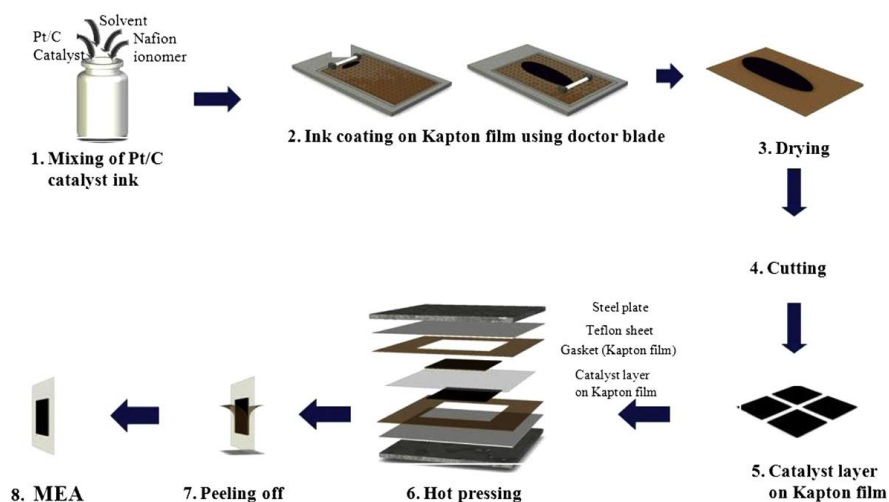 Solvent
Pt/C
Nafion
Catalyst
ionomer
1. Mixing of Pt/C
catalyst ink
2. Ink coating on Kapton film using doctor blade
3. Drying
4. Cutting
Steel plate
Teflon sheet
Gasket (Kapton film)
Catalyst layer
on Kapton film
5. Catalyst layer
on Kapton film
6. Hot pressing
7. Peeling off
8. MEA